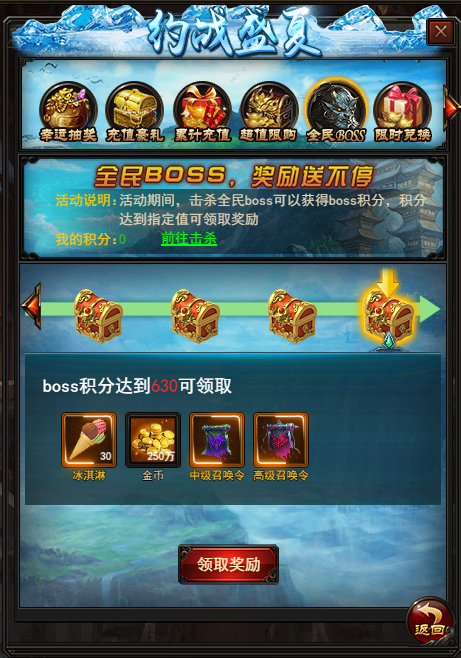 约战盛夏
幸运抽奖 充值豪礼 累计充值 超值限购 全民BOSS 限时兑换
全民BOSS，奖励送不停
活动说明：活动期间，击杀全民boss可以获得boss积分，积分
达到指定值可领取奖励
我的积分：0 前往击杀
boss积分达到630可领取
30 250万
冰淇淋 金币 中级召唤令 高级召唤令
领取奖励
返回